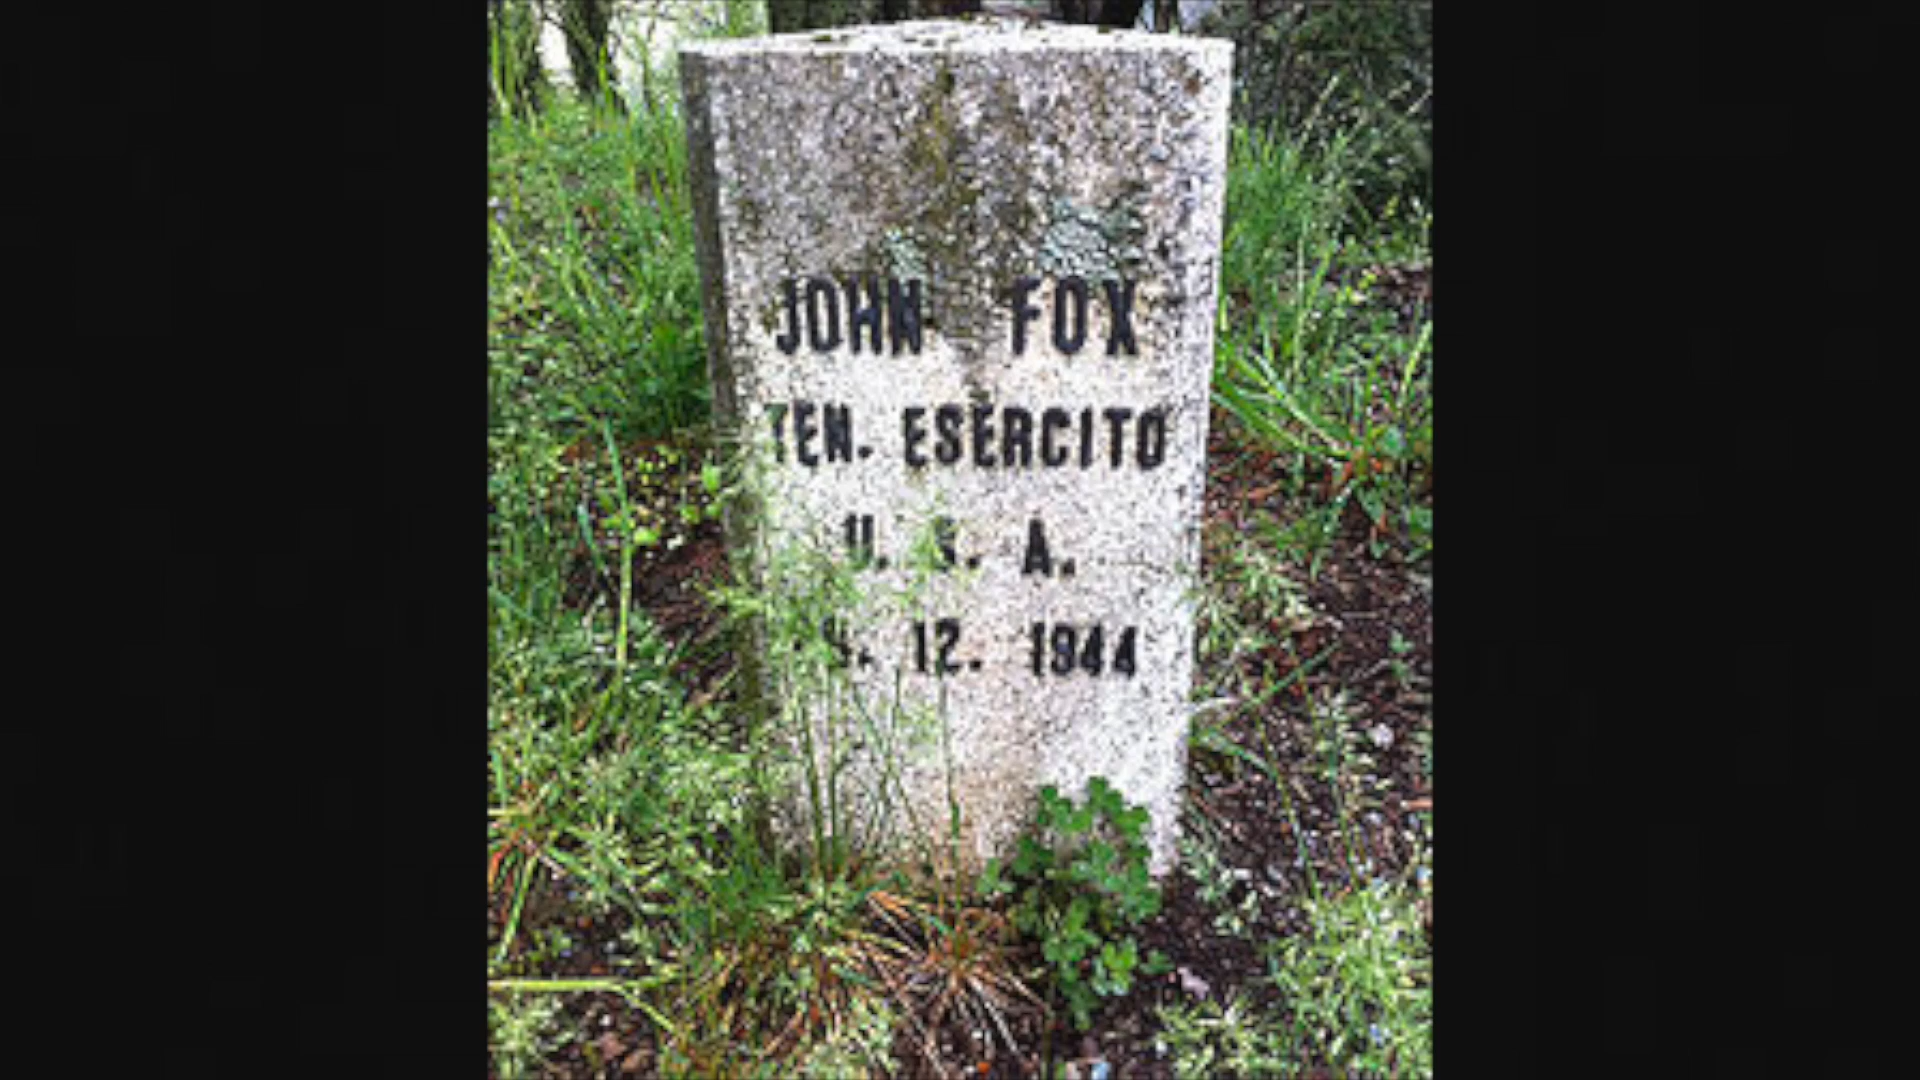 JOHN FOX
TEN. ESERCITO
U. S. A.
12. 1944